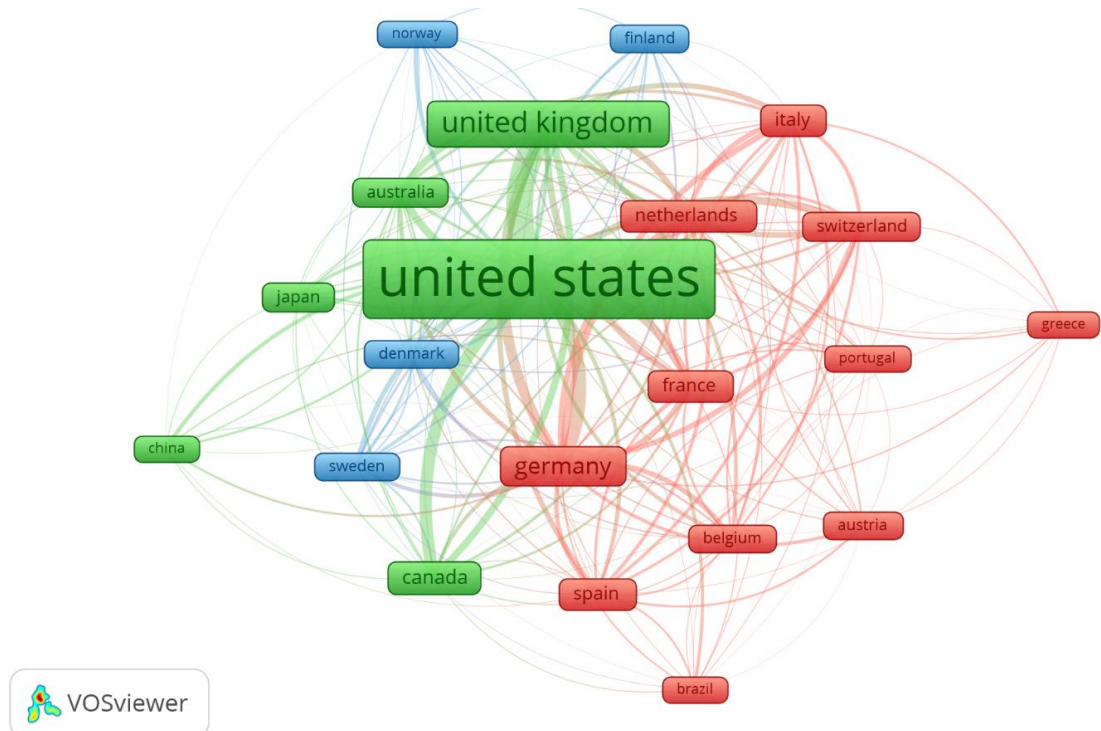 norway
finland
united kingdom
italy
australia
netherlands
switzerland
united states
japan
greece
denmark
portugal
france
china
sweden
germany
austria
belgium
canada
spain
brazil
VOSviewer